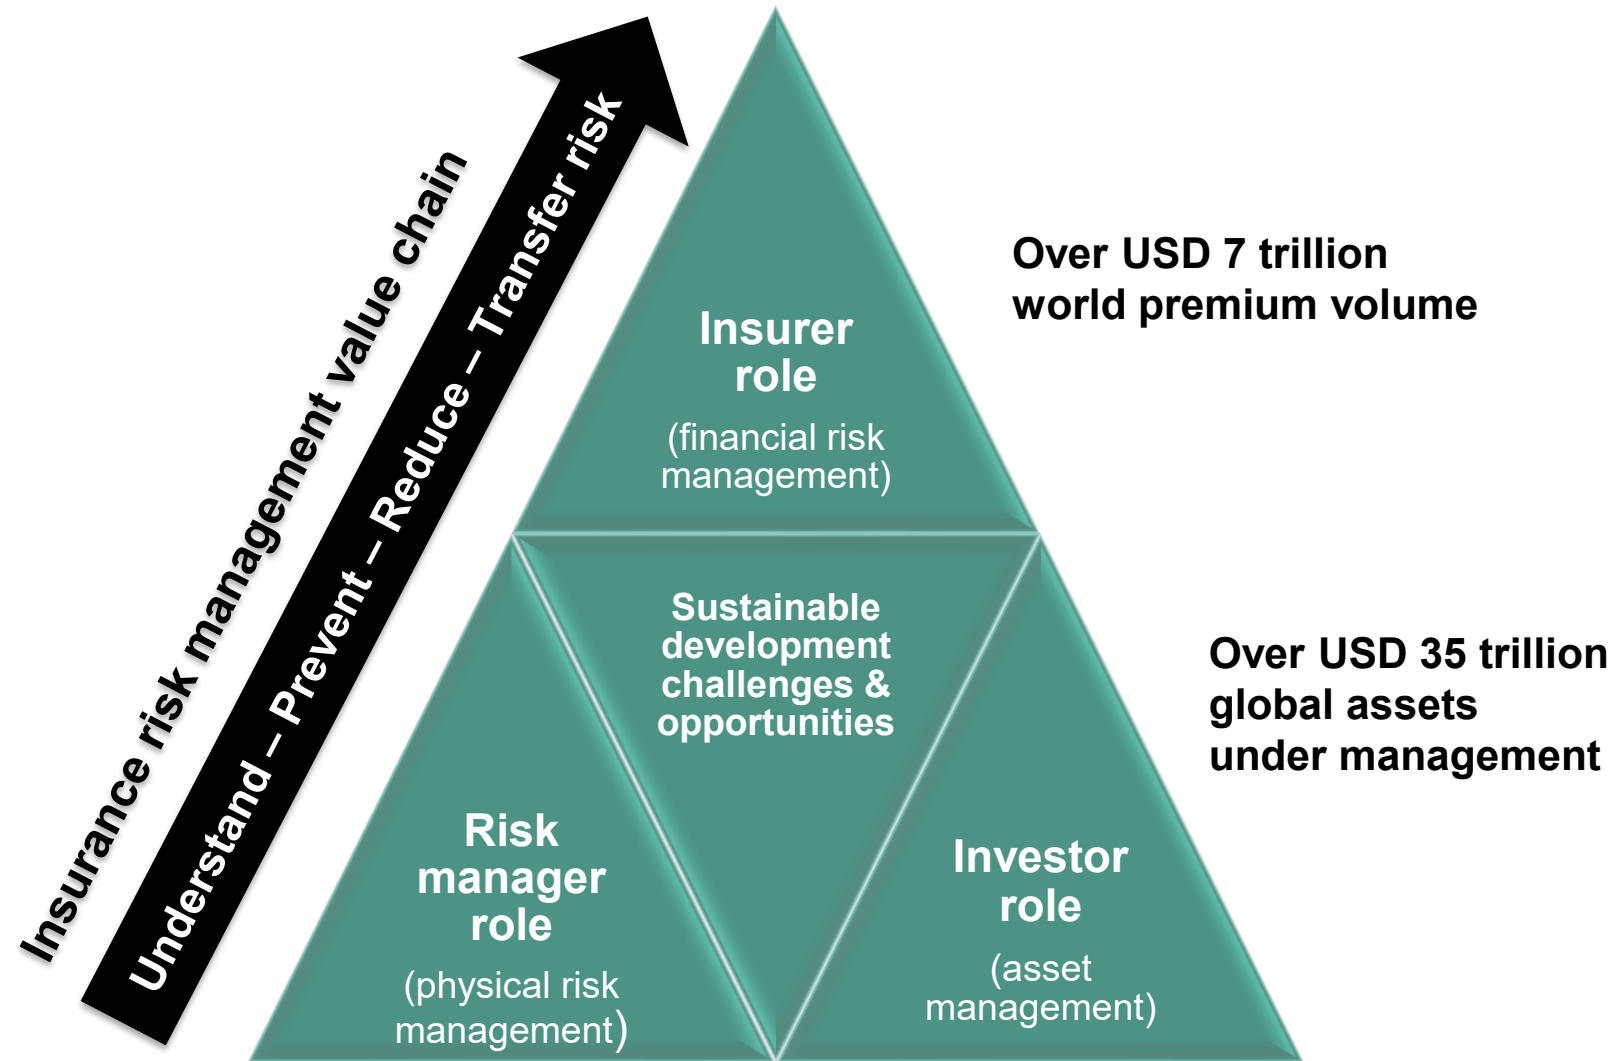 Insurance risk management value chain
Understand – Prevent – Reduce – Transfer risk
Insurer
role
(financial risk
management)
Over USD 7 trillion
world premium volume
Sustainable
development
challenges &
opportunities
Over USD 35 trillion
global assets
under management
Risk
manager
role
(physical risk
management)
Investor
role
(asset
management)